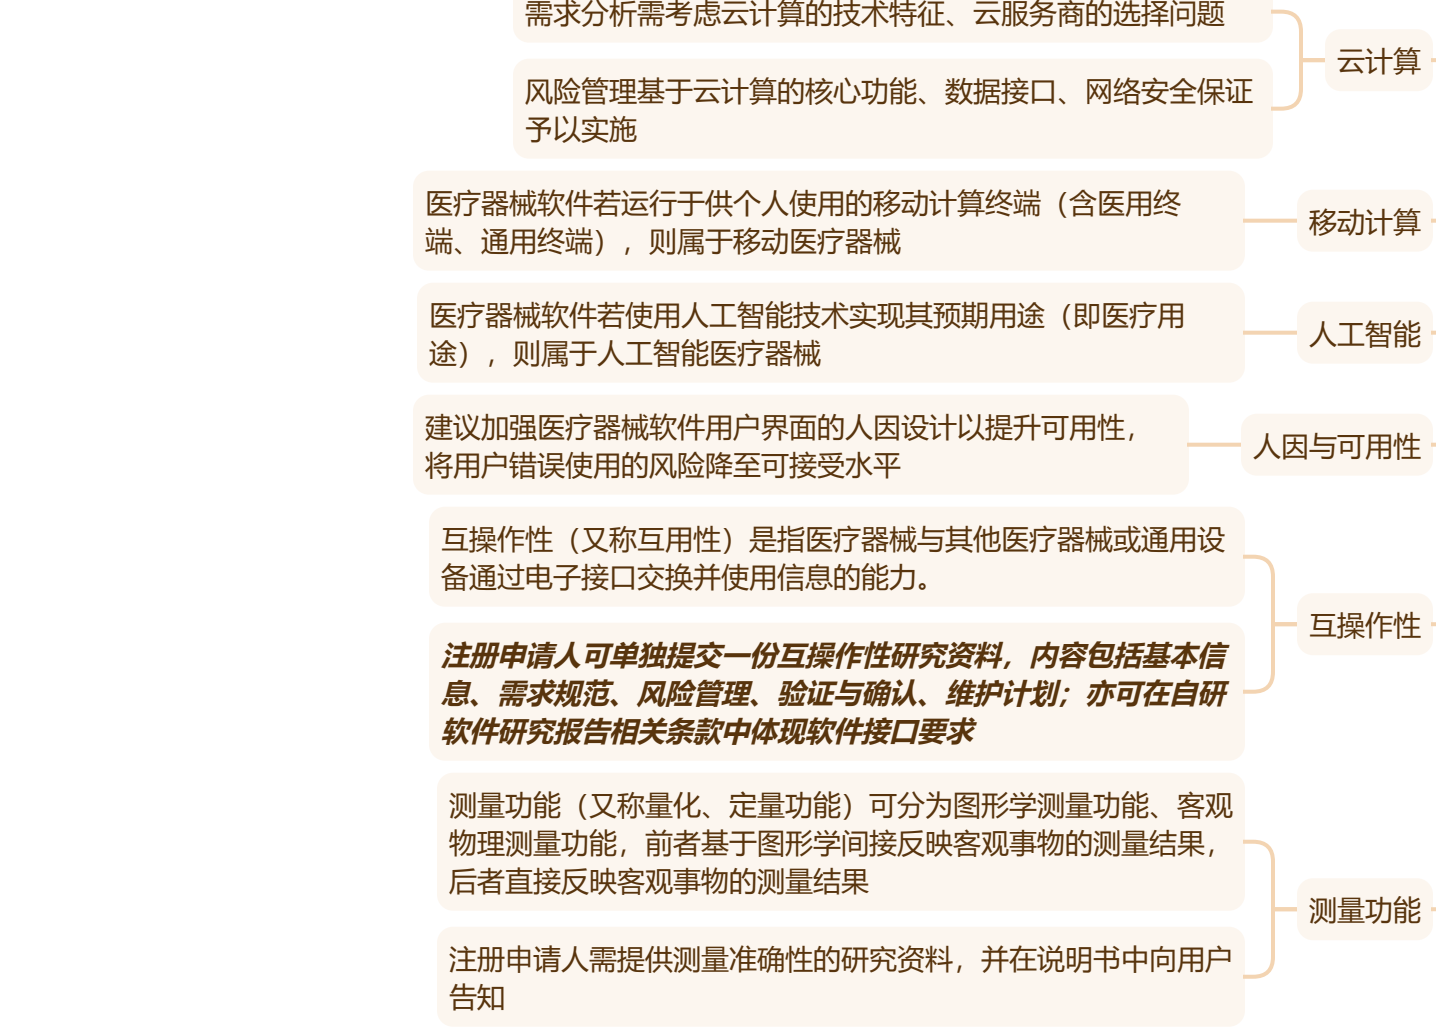 需求分析需考虑云计算的技术特征、云服务商的选择问题
云计算
风险管理基于云计算的核心功能、数据接口、网络安全保证
予以实施
医疗器械软件若运行于供个人使用的移动计算终端（含医用终
端、通用终端），则属于移动医疗器械
移动计算
医疗器械软件若使用人工智能技术实现其预期用途（即医疗用
途），则属于人工智能医疗器械
人工智能
建议加强医疗器械软件用户界面的人因设计以提升可用性，
将用户错误使用的风险降至可接受水平
人因与可用性
互操作性（又称互用性）是指医疗器械与其他医疗器械或通用设
备通过电子接口交换并使用信息的能力。
互操作性
注册申请人可单独提交一份互操作性研究资料，内容包括基本信
息、需求规范、风险管理、验证与确认、维护计划；亦可在自研
软件研究报告相关条款中体现软件接口要求
测量功能（又称量化、定量功能）可分为图形学测量功能、客观
物理测量功能，前者基于图形学间接反映客观事物的测量结果，
后者直接反映客观事物的测量结果
测量功能
注册申请人需提供测量准确性的研究资料，并在说明书中向用户
告知